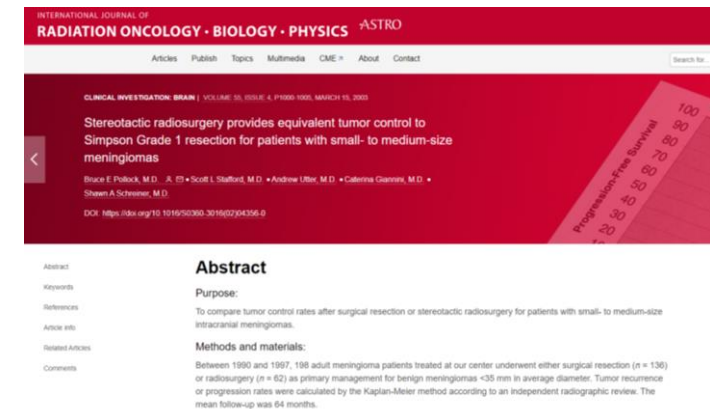 INTERNATIONAL JOURNAL OF
RADIATION ONCOLOGY · BIOLOGY · PHYSICS
ASTRO
Articles Publish Topics Multimedia CME About Contact
Search for...
CLINICAL INVESTIGATION: BRAIN | VOLUME 55, ISSUE 4, P1000-1005, MARCH 15, 2003
Stereotactic radiosurgery provides equivalent tumor control to
Simpson Grade 1 resection for patients with small- to medium-size
meningiomas
Bruce E Pollock, M.D. • Scott L Stafford, M.D. • Andrew Utter, M.D. • Caterina Giannini, M.D. •
Shawn A Schreiner, M.D.
DOI: https://doi.org/10.1016/S0360-3016(02)04356-0
Progression-Free Survival
100
90
80
70
60
50
40
30
20
10
Abstract
Keywords
References
Article info
Related Articles
Comments
Abstract
Purpose:
To compare tumor control rates after surgical resection or stereotactic radiosurgery for patients with small- to medium-size
intracranial meningiomas.
Methods and materials:
Between 1990 and 1997, 198 adult meningioma patients treated at our center underwent either surgical resection (n = 136)
or radiosurgery (n = 62) as primary management for benign meningiomas <35 mm in average diameter. Tumor recurrence
or progression rates were calculated by the Kaplan-Meier method according to an independent radiographic review. The
mean follow-up was 64 months.